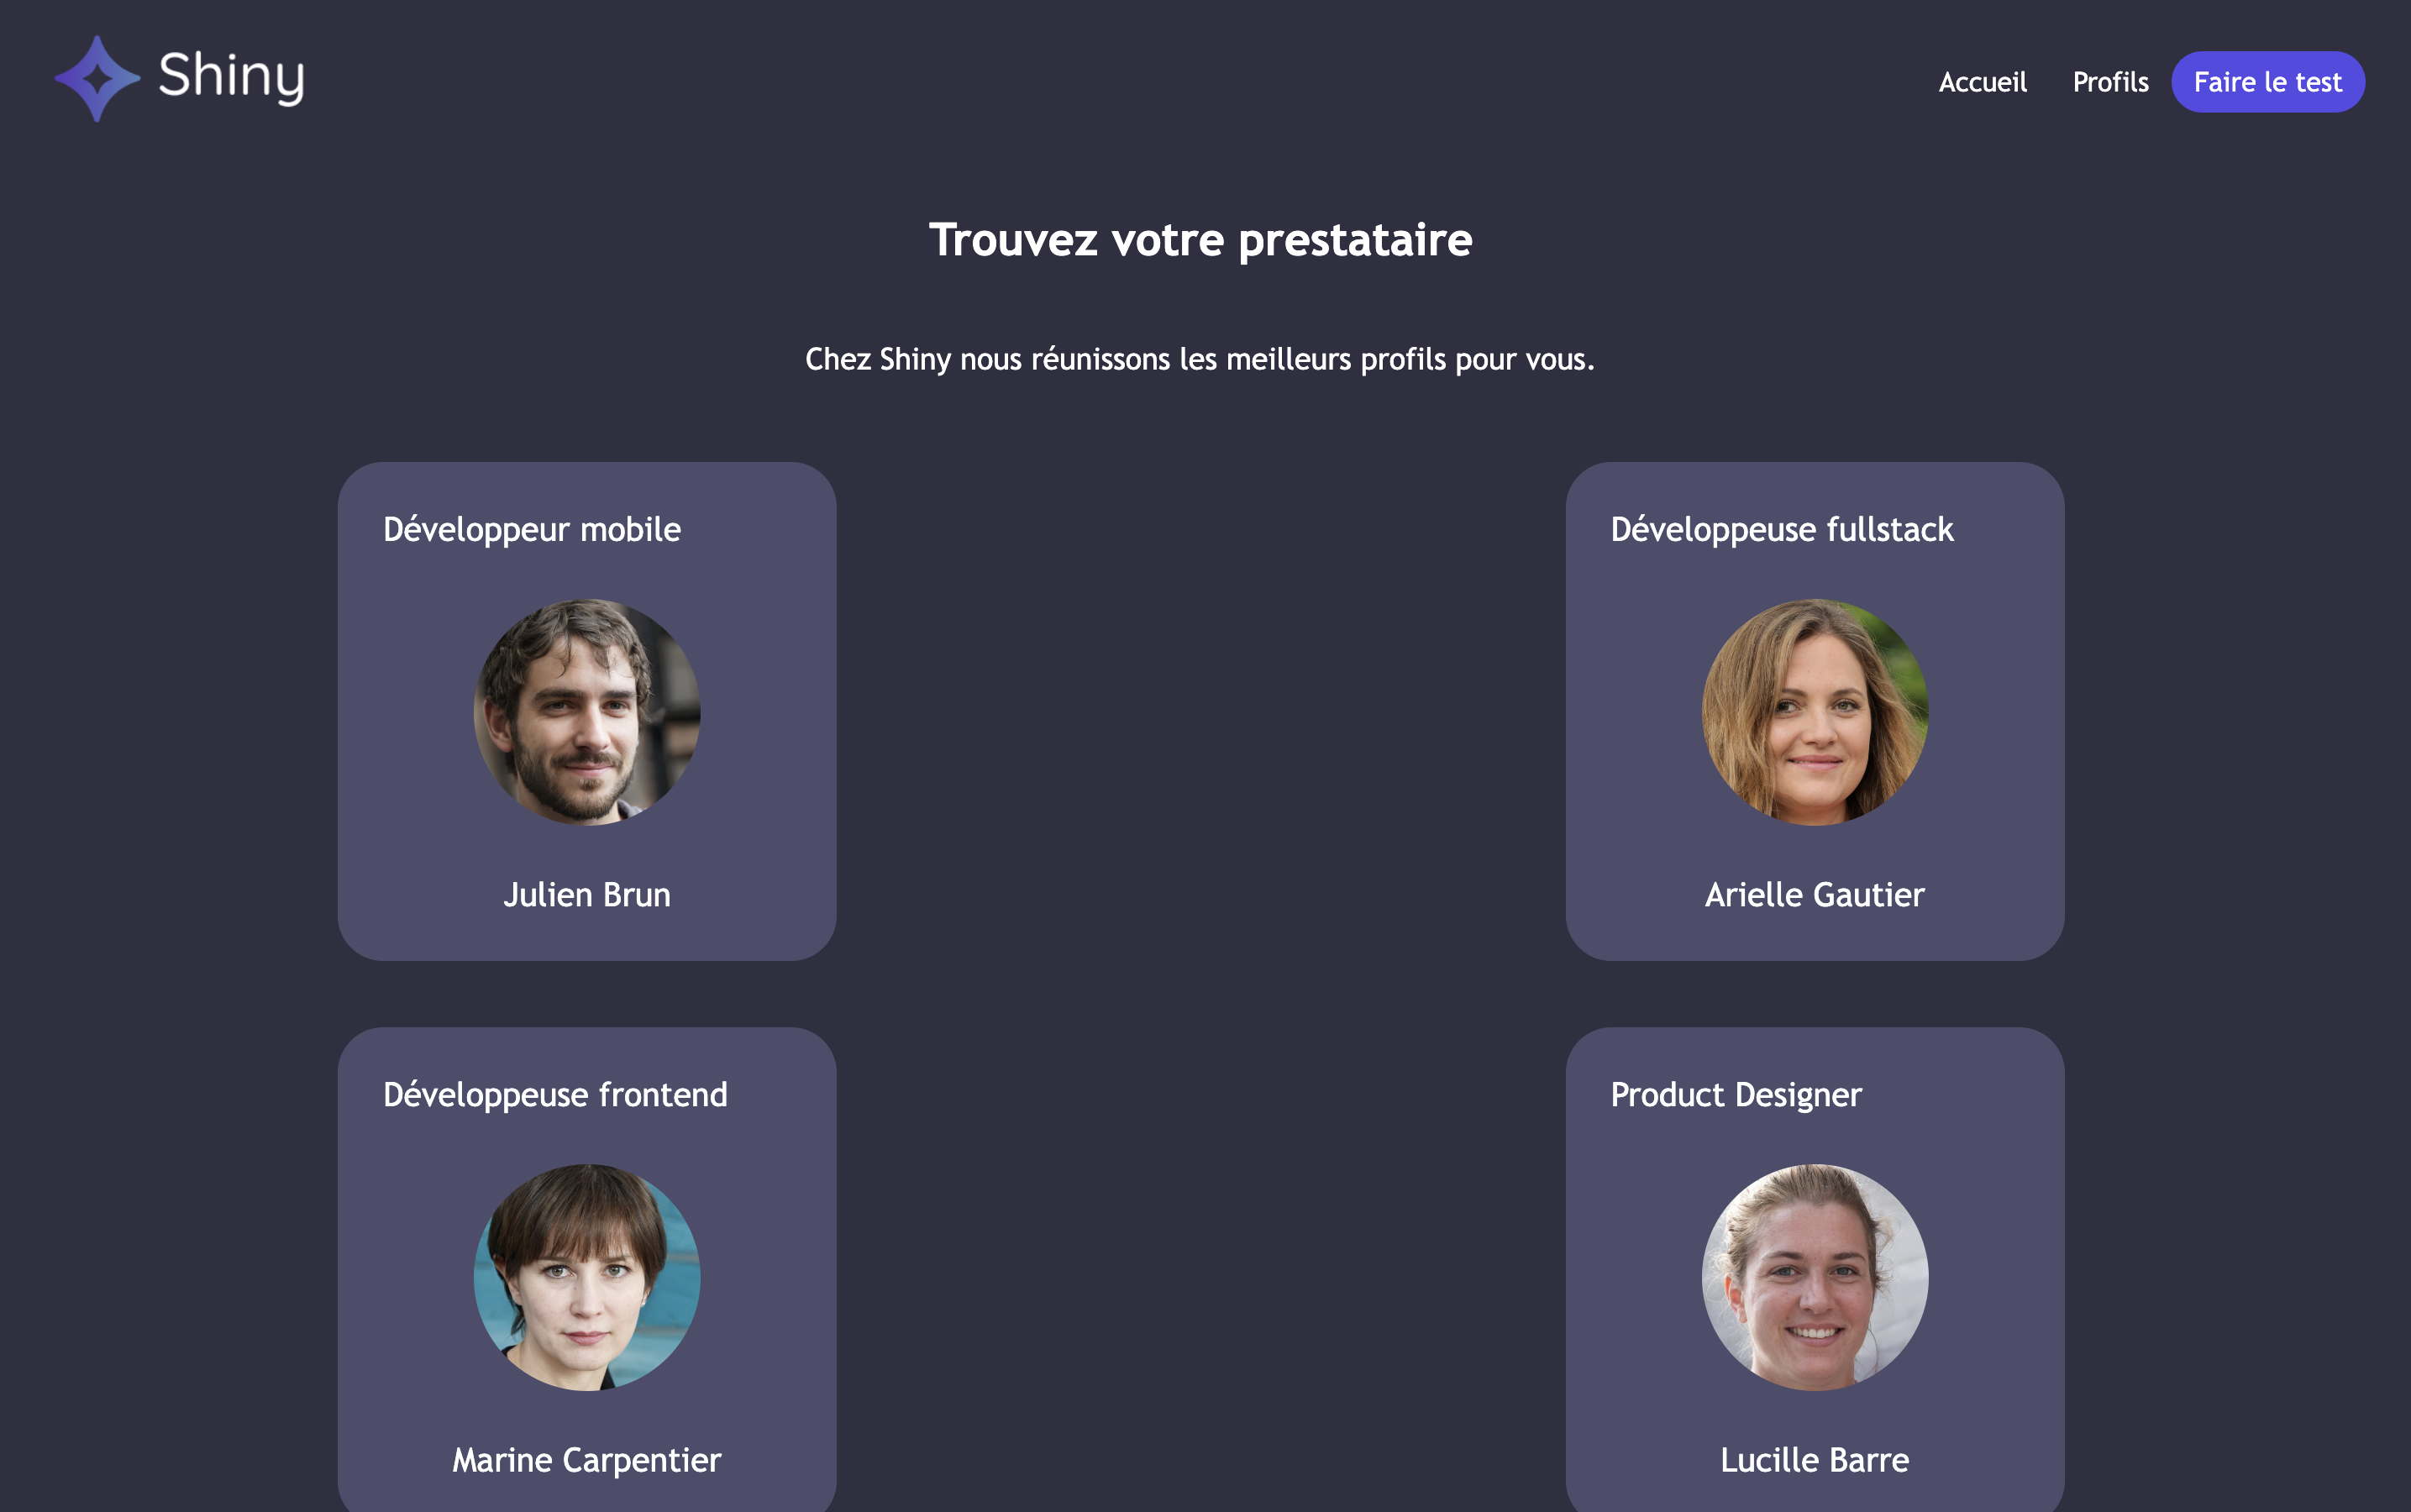 Shiny
Accueil Profils Faire le test
Trouvez votre prestataire
Chez Shiny nous réunissons les meilleurs profils pour vous.
Développeur mobile
Julien Brun
Développeuse fullstack
Arielle Gautier
Développeuse frontend
Marine Carpentier
Product Designer
Lucille Barre